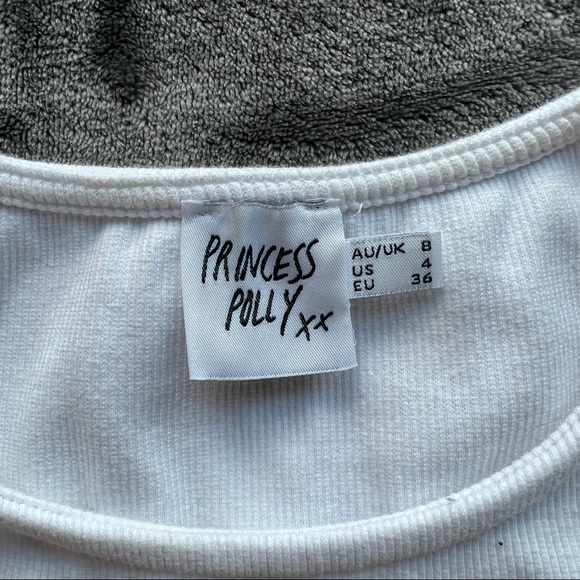 PRINCESS
POLLY xx
AU/UK 8
US 4
EU 36